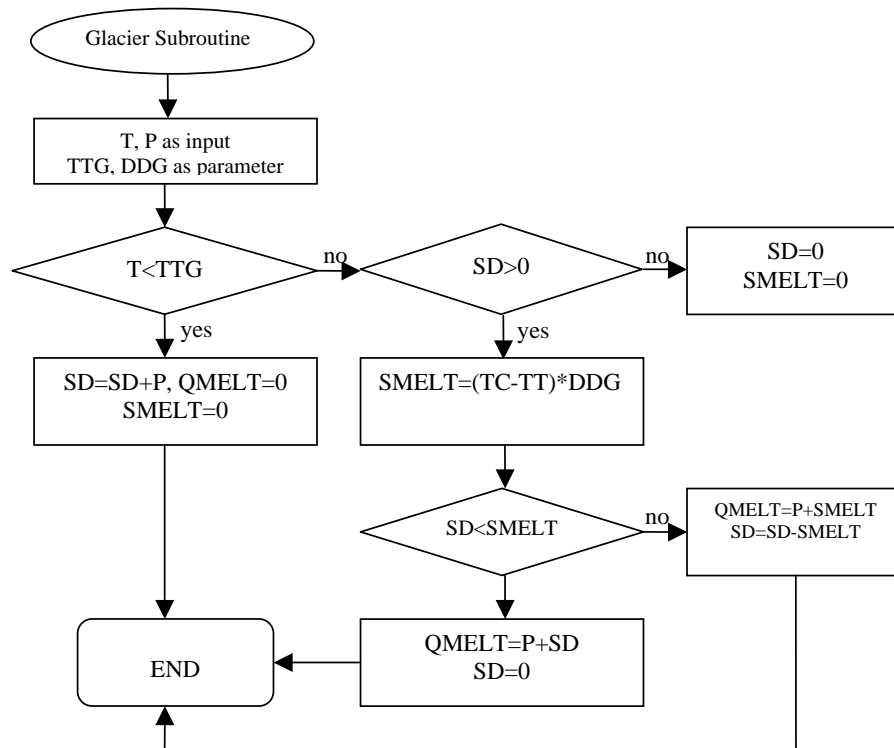 Glacier Subroutine
T, P as input
TTG, DDG as parameter
T<TTG
no
SD>0
no
SD=0
SMELT=0
yes
yes
SD=SD+P, QMELT=0
SMELT=0
SMELT=(TC-TT)*DDG
SD<SMELT
no
QMELT=P+SMELT
SD=SD-SMELT
QMELT=P+SD
SD=0
END